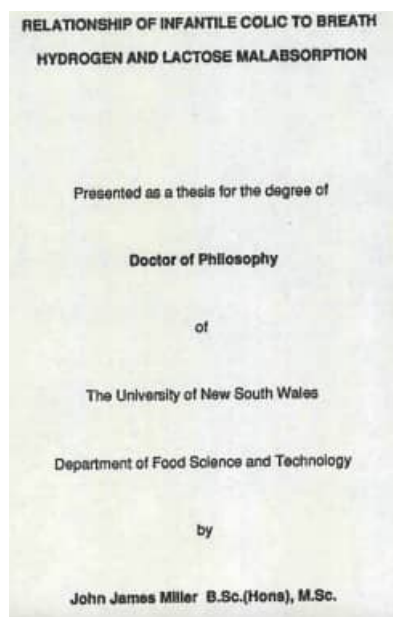 RELATIONSHIP OF INFANTILE COLIC TO BREATH
HYDROGEN AND LACTOSE MALABSORPTION
Presented as a thesis for the degree of
Doctor of Philosophy
of
The University of New South Wales
Department of Food Science and Technology
by
John James Miller B.Sc.(Hons), M.Sc.